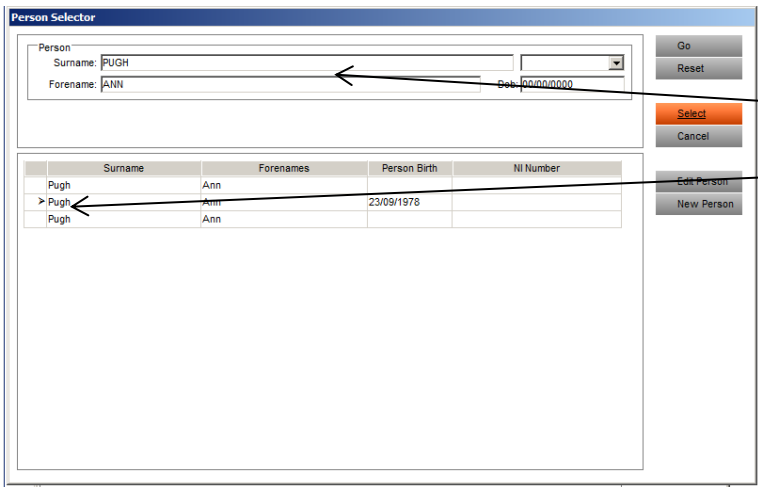 Person Selector
Person
Surname: PUGH
Forename: ANN
Dob: 00/00/0000
Go
Reset
Select
Cancel
Edit Person
New Person
Surname Forenames Person Birth NI Number
Pugh Ann
Pugh Ann 23/09/1978
Pugh Ann